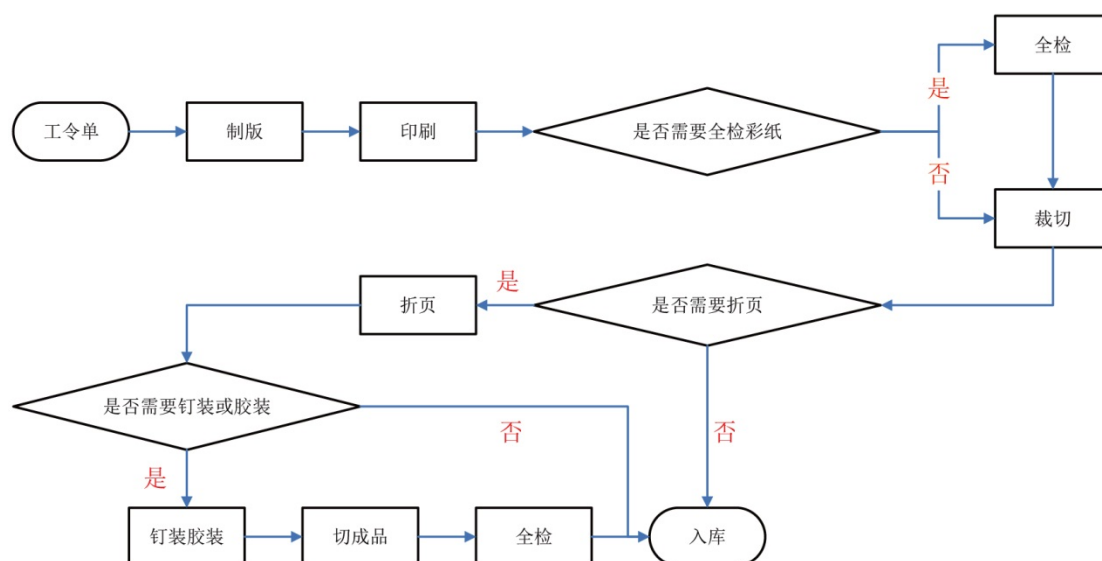 工令单
制版
印刷
是否需要全检彩纸
是
全检
否
裁切
是否需要折页
是
折页
否
是否需要钉装或胶装
否
是
钉装胶装
切成品
全检
入库